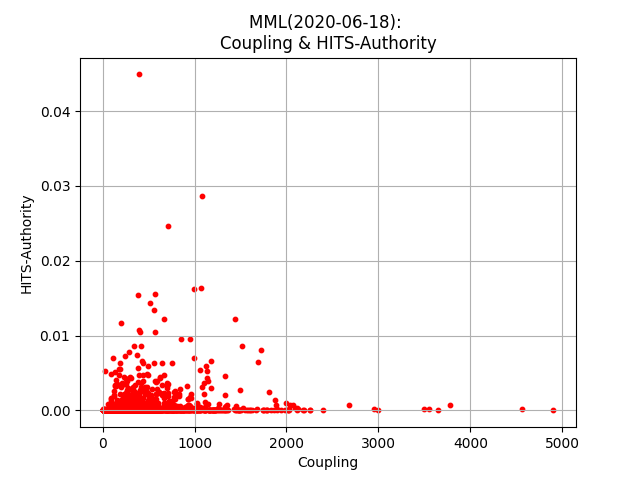 MML(2020-06-18):
Coupling & HITS-Authority
0.04
0.03
0.02
0.01
0.00
HITS-Authority
0 1000 2000 3000 4000 5000
Coupling